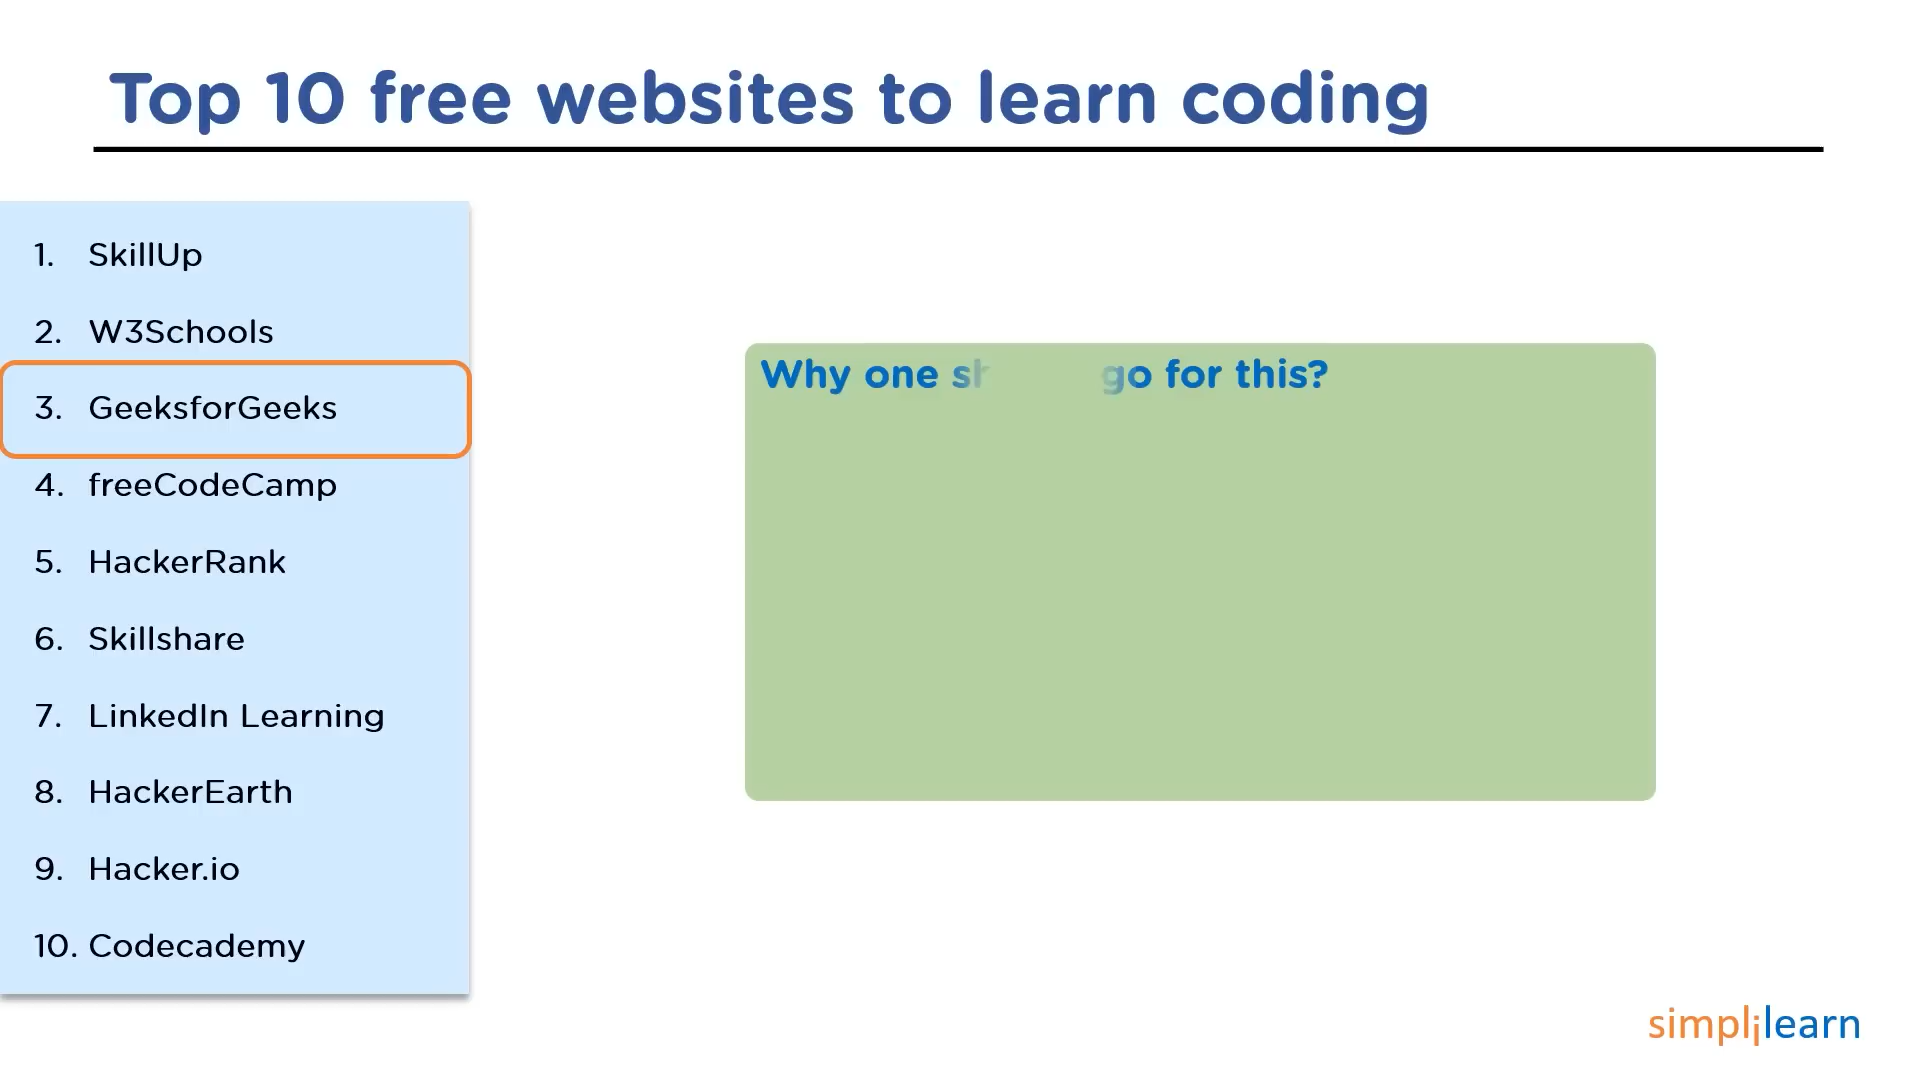 Top 10 free websites to learn coding
1. SkillUp
2. W3Schools
3. GeeksforGeeks
4. freeCodeCamp
5. HackerRank
6. Skillshare
7. LinkedIn Learning
8. HackerEarth
9. Hacker.io
10. Codecademy
Why one go for this?
simplilearn